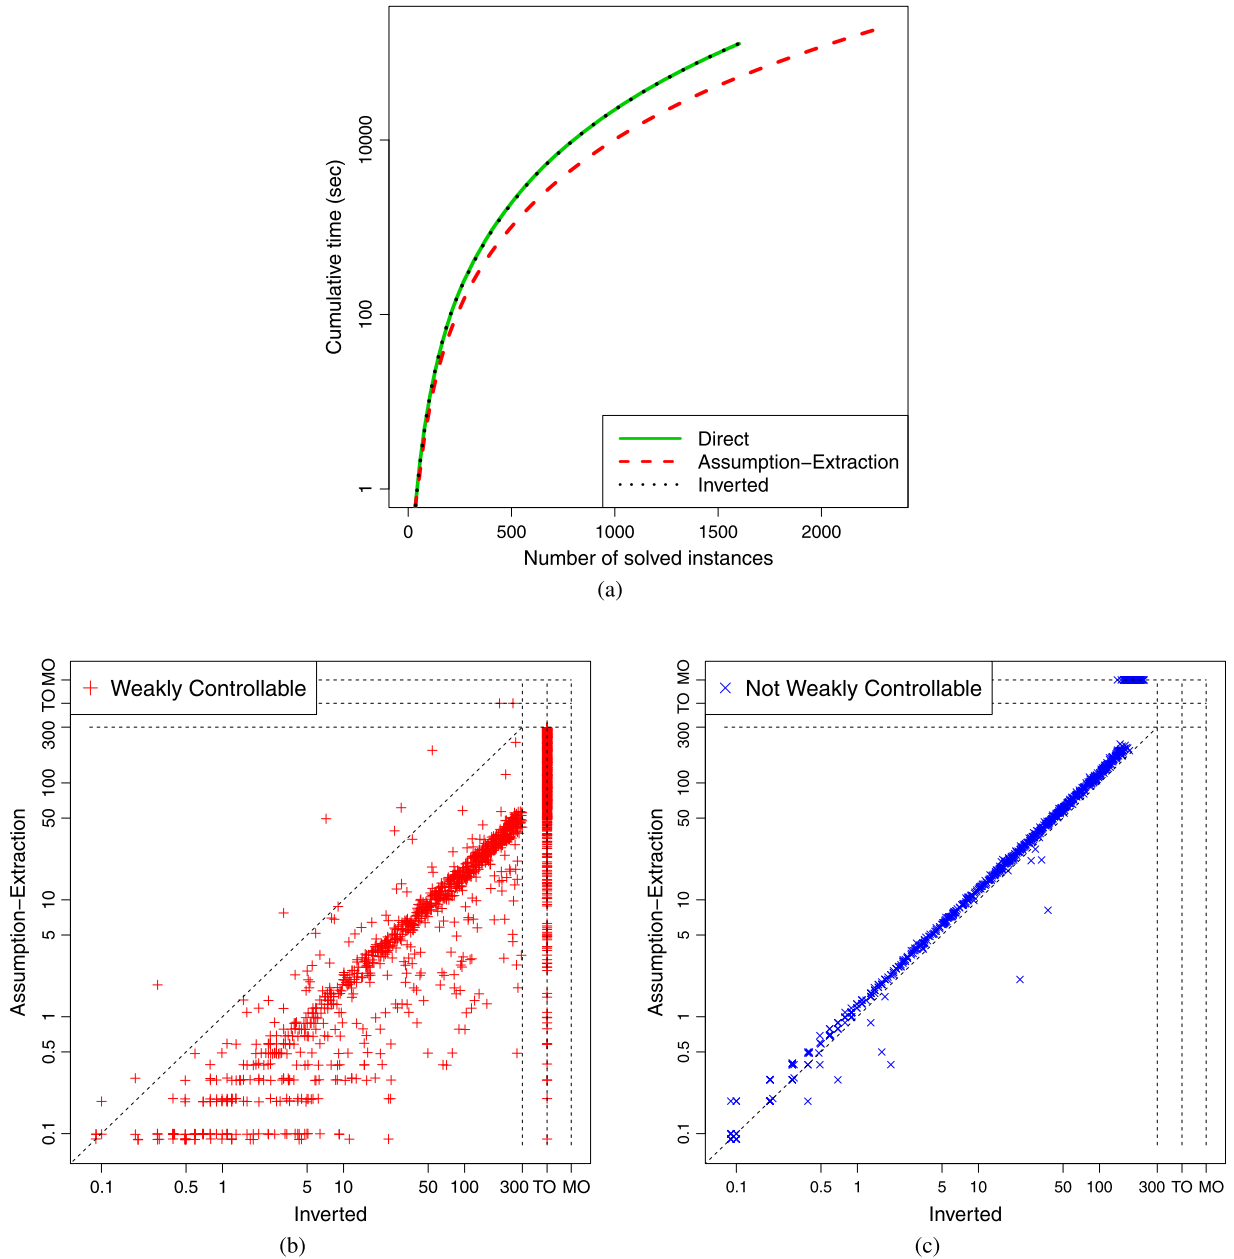 10000
100
1
Cumulative time (sec)
Direct
Assumption−Extraction
Inverted
0 500 1000 1500 2000
Number of solved instances
(a)
Weakly Controllable
MO
TO
300
100
50
10
5
1
0.5
0.1
Assumption−Extraction
0.1 0.5 1 5 10 50 100 300 TO MO
Inverted
(b)
Not Weakly Controllable
MO
TO
300
100
50
10
5
1
0.5
0.1
Assumption−Extraction
0.1 0.5 1 5 10 50 100 300 TO MO
Inverted
(c)